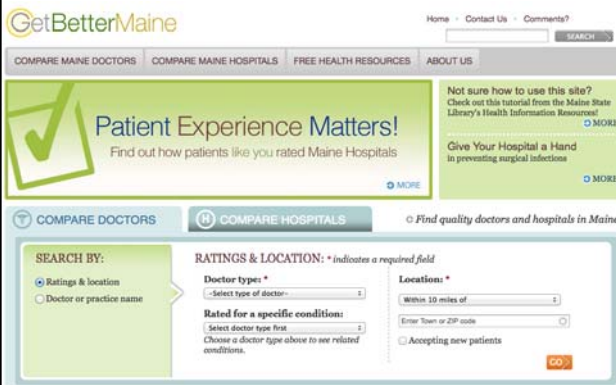 GetBetterMaine
Home • Contact Us • Comments?
SEARCH
COMPARE MAINE DOCTORS COMPARE MAINE HOSPITALS FREE HEALTH RESOURCES ABOUT US
Patient Experience Matters!
Find out how patients like you rated Maine Hospitals
MORE
Not sure how to use this site?
Check out this tutorial from the Maine State
Library's Health Information Resources!
MORE
Give Your Hospital a Hand
in preventing surgical infections
MORE
COMPARE DOCTORS
H COMPARE HOSPITALS
Find quality doctors and hospitals in Maine
SEARCH BY:
Ratings & location
Doctor or practice name
RATINGS & LOCATION: * indicates a required field
Doctor type: *
-Select type of doctor-
Rated for a specific condition:
Select doctor type first
Choose a doctor type above to see related
conditions.
Location: *
Within 10 miles of
Enter Town or ZIP code
Accepting new patients
GO